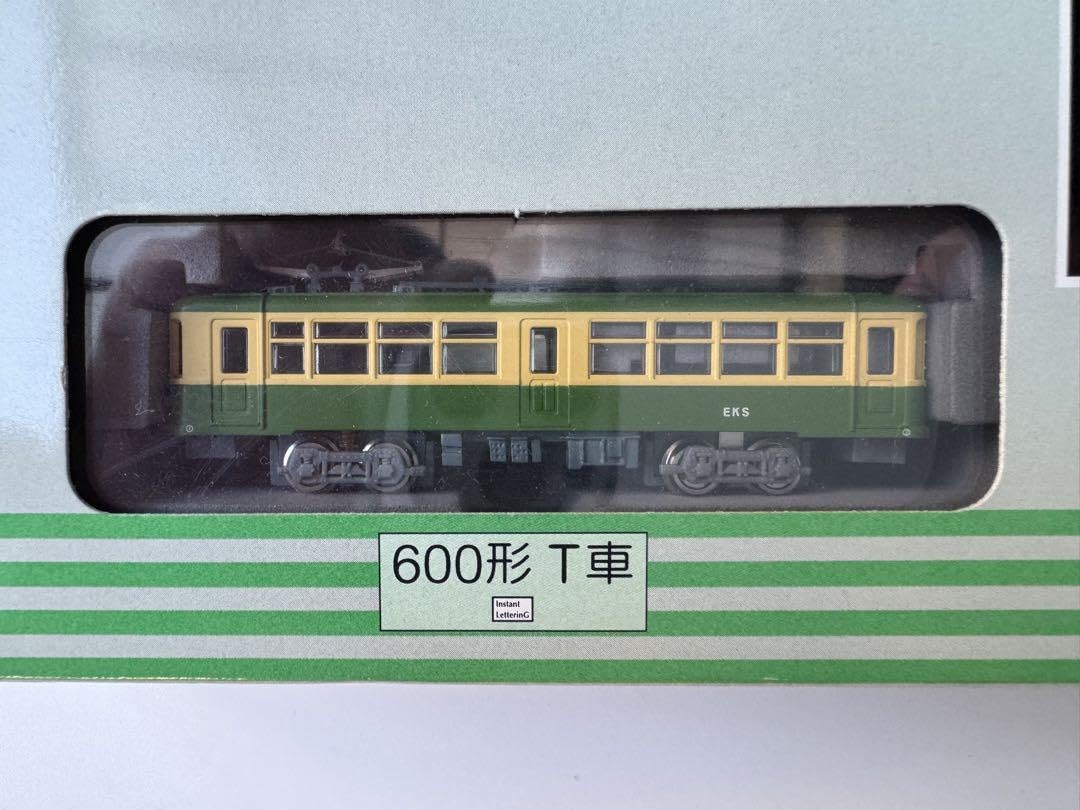 EKS
600形 T車
Instant
LetterinG